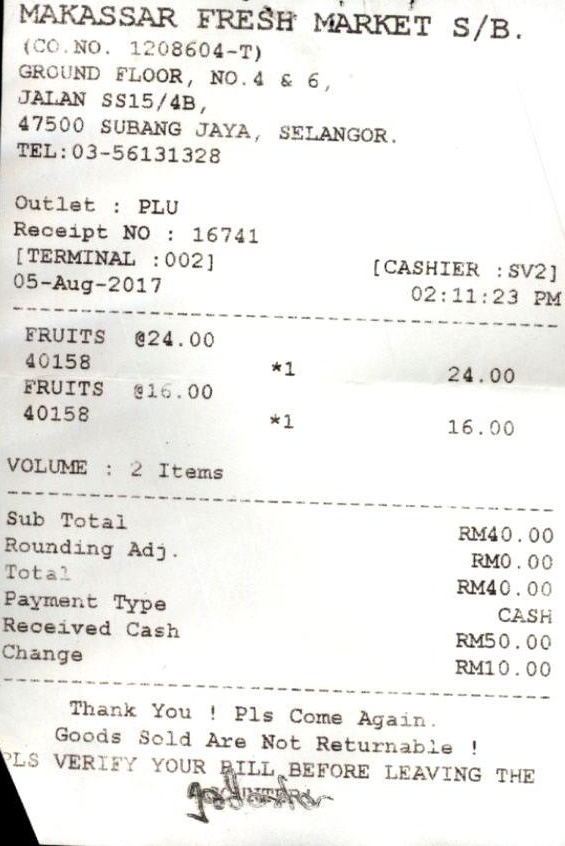 MAKASSAR FRESH MARKET S/B.
(CO.NO. 1208604-T)
GROUND FLOOR, NO.4 & 6,
JALAN SS15/4B,
47500 SUBANG JAYA, SELANGOR.
TEL:03-56131328
Outlet : PLU
Receipt NO : 16741
[TERMINAL :002] [CASHIER :SV2]
05-Aug-2017 02:11:23 PM
FRUITS @24.00
40158 *1 24.00
FRUITS @16.00
40158 *1 16.00
VOLUME : 2 Items
Sub Total RM40.00
Rounding Adj. RM0.00
Total RM40.00
Payment Type CASH
Received Cash RM50.00
Change RM10.00
Thank You ! Pls Come Again.
Goods Sold Are Not Returnable !
PLS VERIFY YOUR BILL BEFORE LEAVING THE